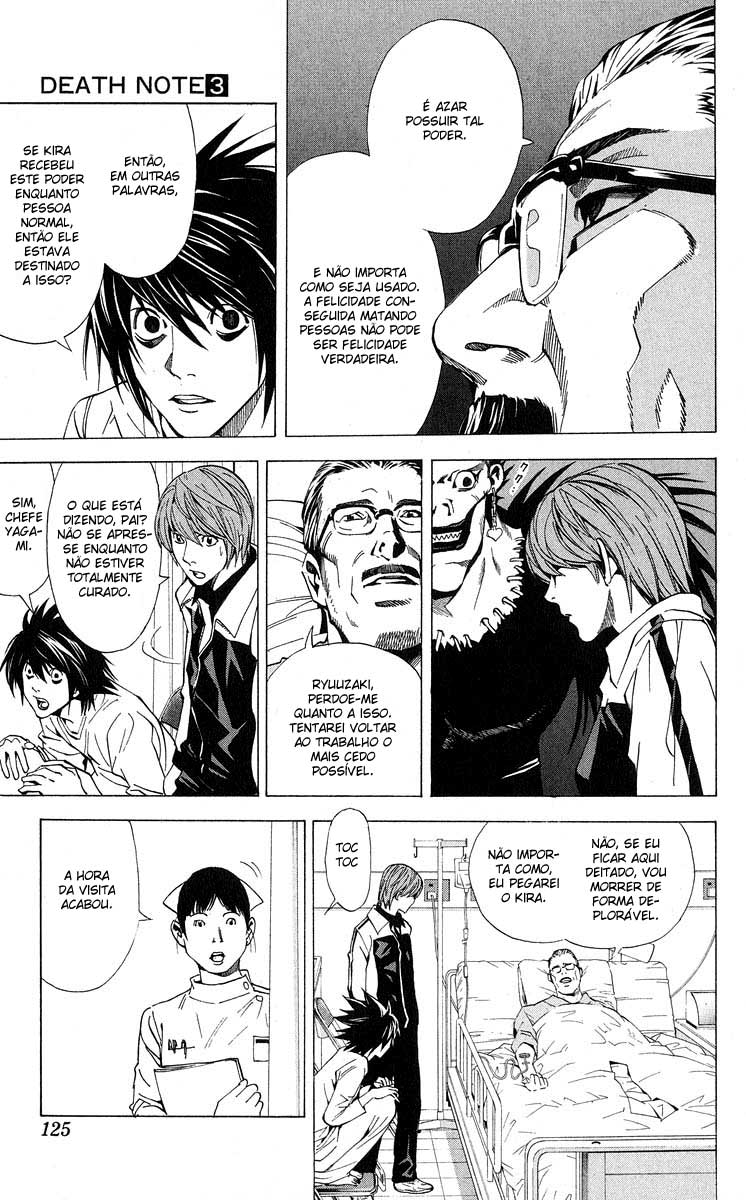 DEATH NOTE 3
É AZAR
POSSUIR TAL
PODER.
E NÃO IMPORTA
COMO SEJA USADO.
A FELICIDADE CON-
SEGUIDA MATANDO
PESSOAS NÃO PODE
SER FELICIDADE
VERDADEIRA.
ENTÃO,
EM OUTRAS
PALAVRAS,
SE KIRA
RECEBEU
ESTE PODER
ENQUANTO
PESSOA
NORMAL,
ENTÃO ELE
ESTAVA
DESTINADO
A ISSO?
ククク…
RYUUZAKI,
PERDOE-ME
QUANTO A ISSO.
TENTAREI VOLTAR
AO TRABALHO O
MAIS CEDO
POSSÍVEL.
O QUE ESTÁ
DIZENDO, PAI?
NÃO SE APRES-
SE ENQUANTO
NÃO ESTIVER
TOTALMENTE
CURADO.
SIM,
CHEFE
YAGA-
MI.
NÃO, SE EU
FICAR AQUI
DEITADO, VOU
MORRER DE
FORMA DE-
PLORÁVEL.
NÃO IMPOR-
TA COMO,
EU PEGAREI
O KIRA.
TOC
TOC
A HORA
DA VISITA
ACABOU.
125